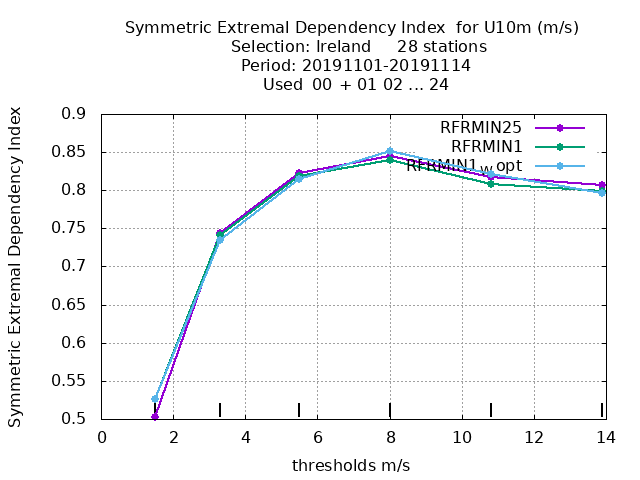 Symmetric Extremal Dependency Index for U10m (m/s)
Selection: Ireland 28 stations
Period: 20191101-20191114
Used 00 + 01 02 ... 24
Symmetric Extremal Dependency Index
0.9
0.85
0.8
0.75
0.7
0.65
0.6
0.55
0.5
RFRMIN25
RFRMIN1
RFRMIN1wopt
0 2 4 6 8 10 12 14
thresholds m/s